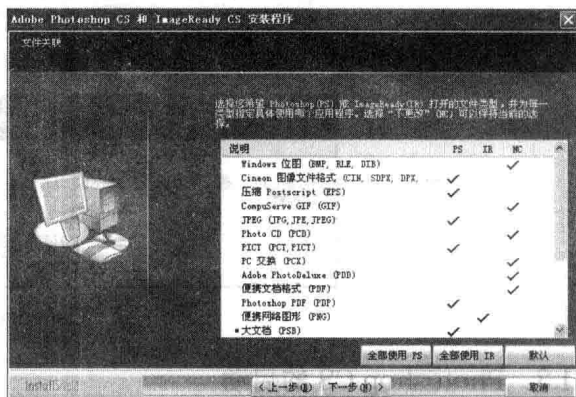 Adobe Photoshop CS 和 ImageReady CS 安装程序
文件关联
选择您希望 Photoshop(PS) 或 ImageReady(IR) 打开的文件类型，并为每一
类型指定具体使用哪个应用程序。选择“不更改”(NC) 可以保持当前的选
择。
说明 PS IR NC
Windows 位图 (BMP, RLE, DIB)
Cineon 图像文件格式 (CIN, SDPX, DPX,
压缩 Postscript (EPS)
CompuServe GIF (GIF)
JPEG (JPG,JPE,JPEG)
Photo CD (PCD)
PICT (PCT,PICT)
PC 交换 (PCX)
Adobe PhotoDeluxe (PDD)
便携文档格式 (PDF)
Photoshop PDF (PDP)
便携网络图形 (PNG)
大文档 (PSB)
全部使用 PS 全部使用 IR 默认
< 上一步(B) 下一步(N) > 取消